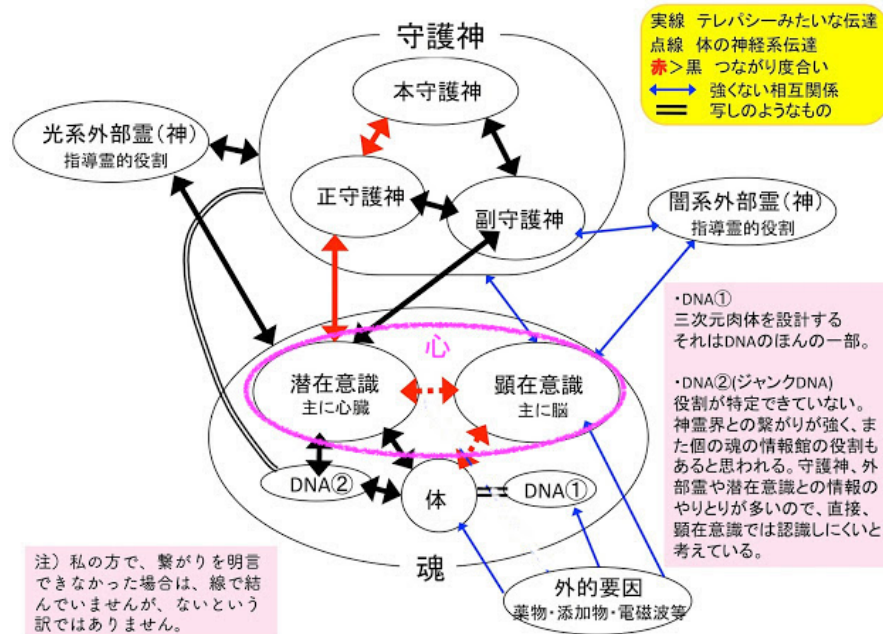 実線 テレパシーみたいな伝達
点線 体の神経系伝達
赤＞黒 つながり度合い
強くない相互関係
写しのようなもの
守護神
本守護神
正守護神
副守護神
光系外部霊(神)
指導霊的役割
闇系外部霊(神)
指導霊的役割
心
潜在意識
主に心臓
顕在意識
主に脳
DNA②
体
DNA①
魂
外的要因
薬物・添加物・電磁波等
・DNA①
三次元肉体を設計する
それはDNAのほんの一部。
・DNA②(ジャンクDNA)
役割が特定できていない。
神霊界との繋がりが強く、ま
た個の魂の情報館の役割も
あると思われる。守護神、外
部霊や潜在意識との情報の
やりとりが多いので、直接、
顕在意識では認識しにくいと
考えている。
注）私の方で、繋がりを明言
できなかった場合は、線で結
んでいませんが、ないという
訳ではありません。